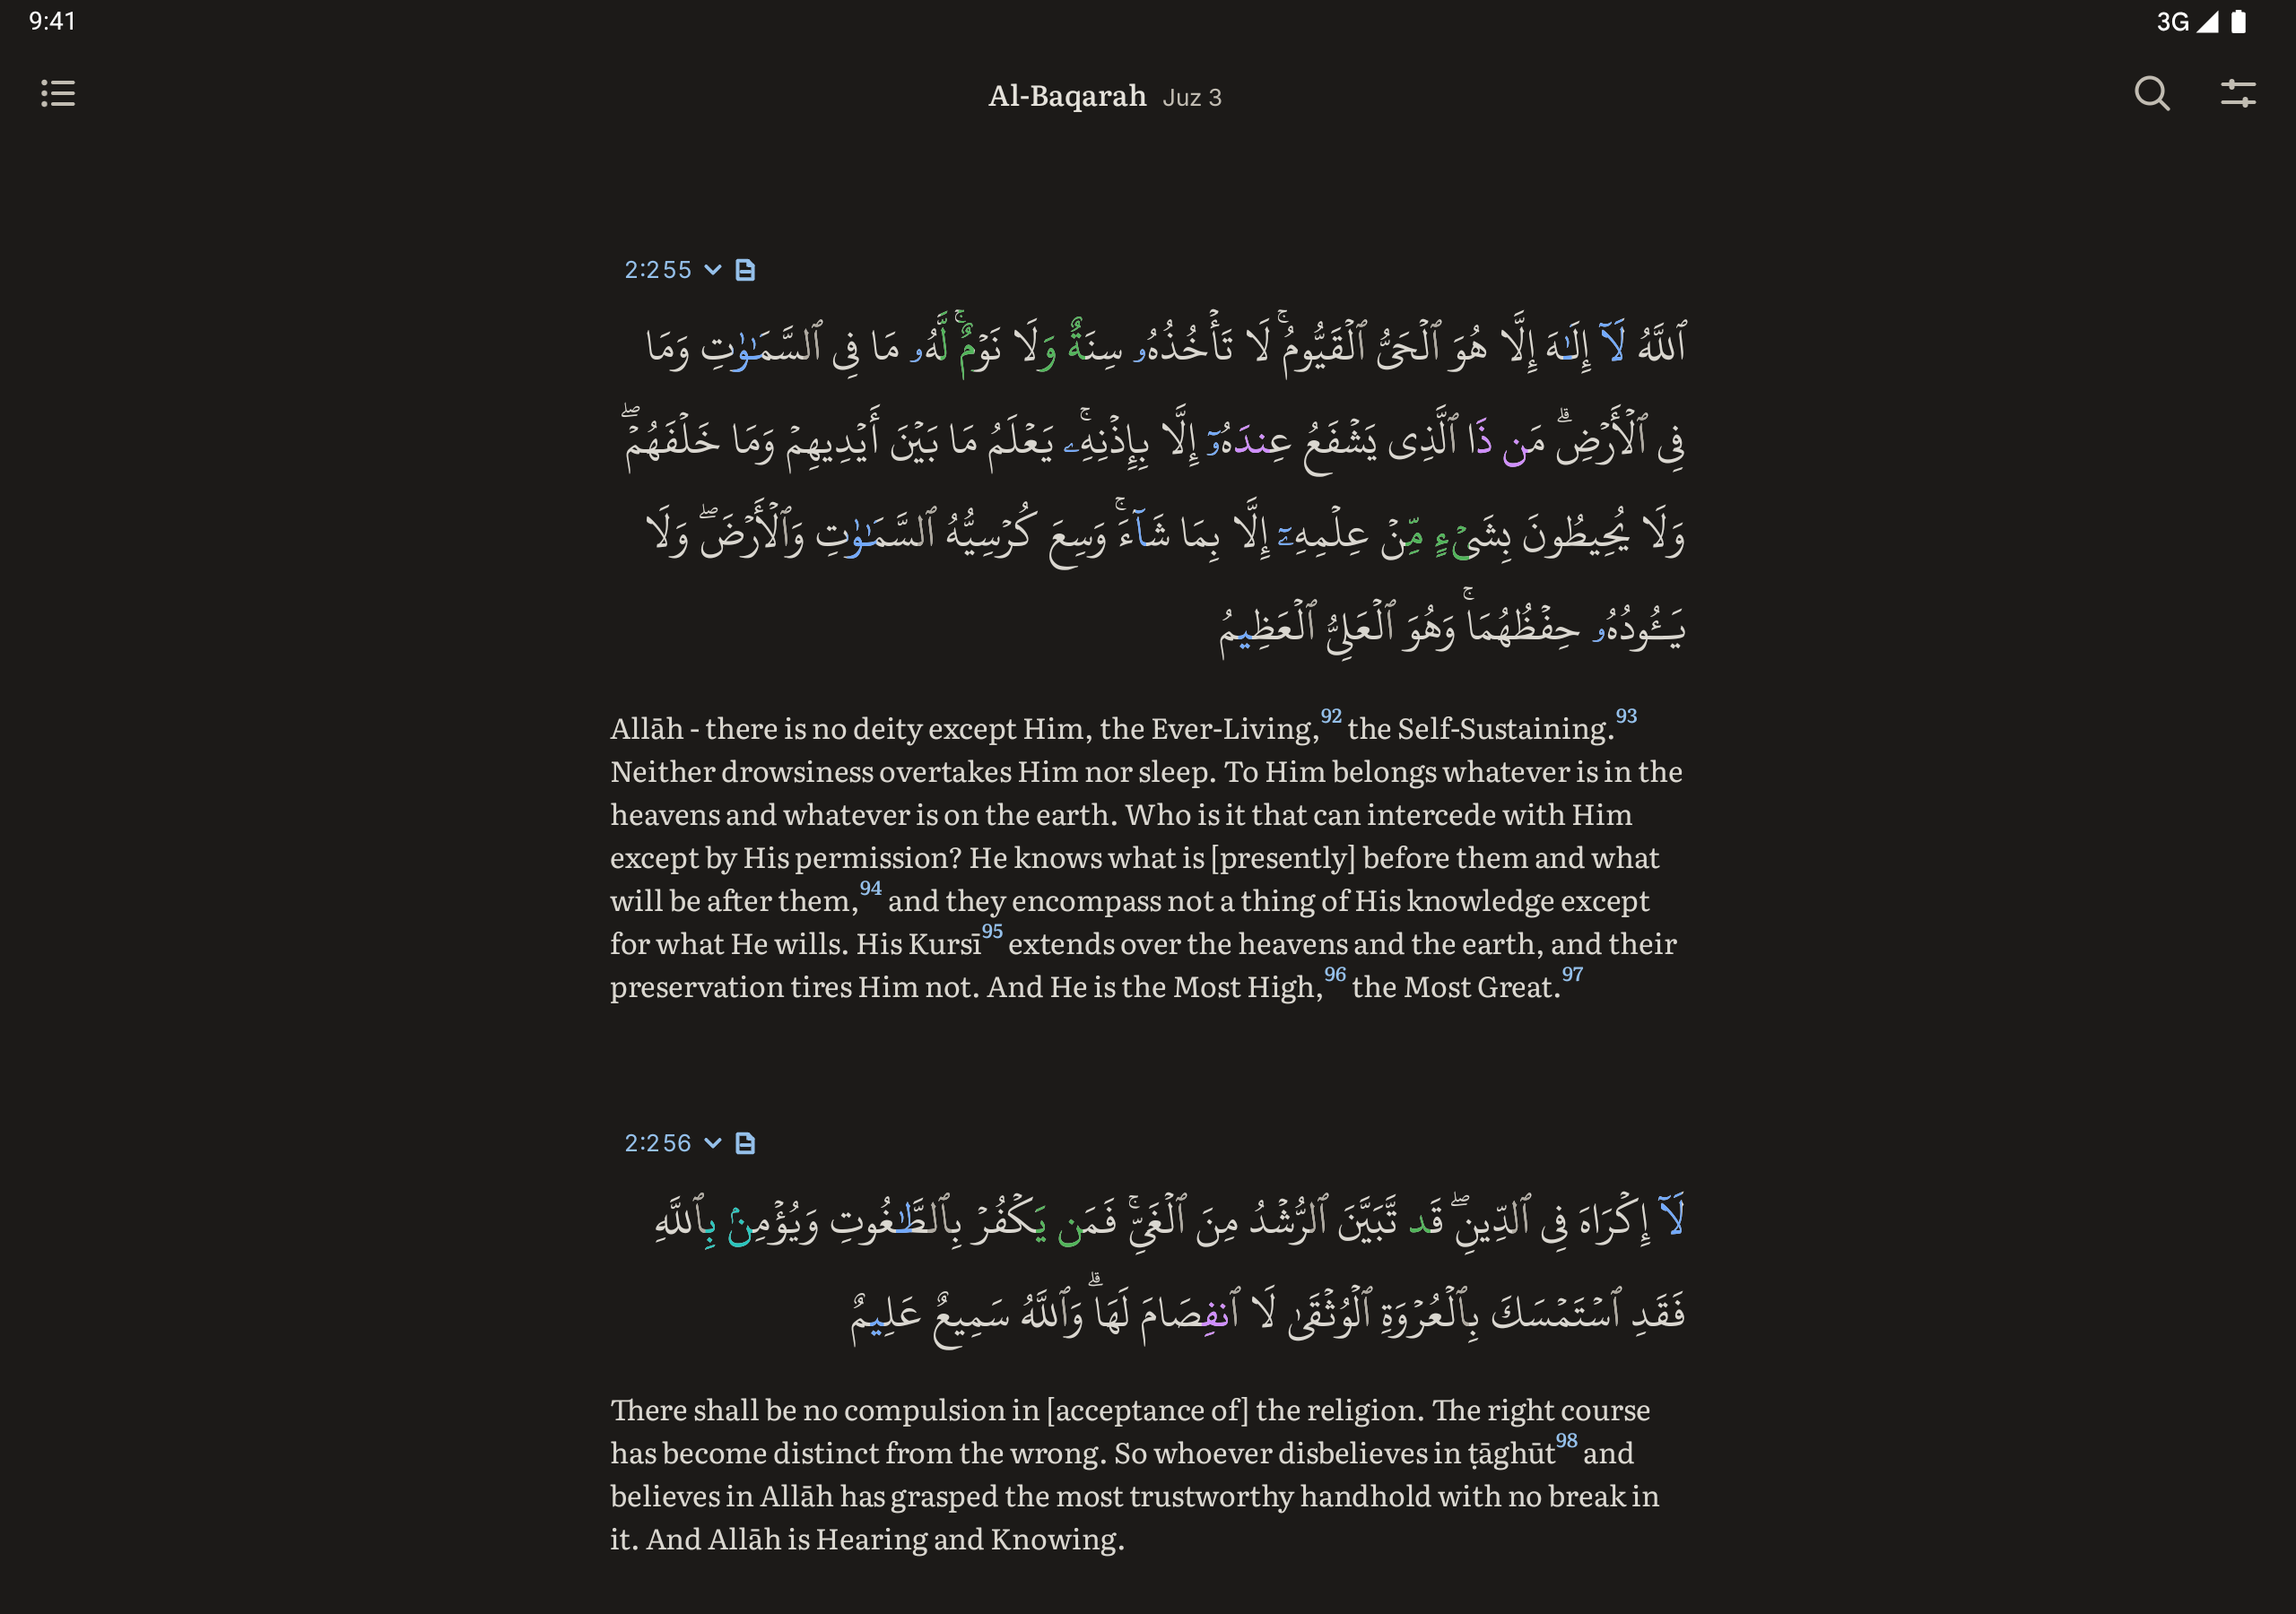 9:41
3G
Al-Baqarah Juz 3
2:255
ٱللَّهُ لَآ إِلَـٰهَ إِلَّا هُوَ ٱلْحَىُّ ٱلْقَيُّومُ ۚ لَا تَأْخُذُهُۥ سِنَةٌ وَلَا نَوْمٌ ۚ لَّهُۥ مَا فِى ٱلسَّمَـٰوَٰتِ وَمَا
فِى ٱلْأَرْضِ ۗ مَن ذَا ٱلَّذِى يَشْفَعُ عِندَهُۥٓ إِلَّا بِإِذْنِهِۦ ۚ يَعْلَمُ مَا بَيْنَ أَيْدِيهِمْ وَمَا خَلْفَهُمْ ۖ
وَلَا يُحِيطُونَ بِشَىْءٍ مِّنْ عِلْمِهِۦٓ إِلَّا بِمَا شَآءَ ۚ وَسِعَ كُرْسِيُّهُ ٱلسَّمَـٰوَٰتِ وَٱلْأَرْضَ ۖ وَلَا
يَـُٔودُهُۥ حِفْظُهُمَا ۚ وَهُوَ ٱلْعَلِىُّ ٱلْعَظِيمُ
Allāh - there is no deity except Him, the Ever-Living,92 the Self-Sustaining.93
Neither drowsiness overtakes Him nor sleep. To Him belongs whatever is in the
heavens and whatever is on the earth. Who is it that can intercede with Him
except by His permission? He knows what is [presently] before them and what
will be after them,94 and they encompass not a thing of His knowledge except
for what He wills. His Kursī95 extends over the heavens and the earth, and their
preservation tires Him not. And He is the Most High,96 the Most Great.97
2:256
لَآ إِكْرَاهَ فِى ٱلدِّينِ ۖ قَد تَّبَيَّنَ ٱلرُّشْدُ مِنَ ٱلْغَىِّ ۚ فَمَن يَكْفُرْ بِٱلطَّـٰغُوتِ وَيُؤْمِنۢ بِٱللَّهِ
فَقَدِ ٱسْتَمْسَكَ بِٱلْعُرْوَةِ ٱلْوُثْقَىٰ لَا ٱنفِصَامَ لَهَا ۗ وَٱللَّهُ سَمِيعٌ عَلِيمٌ
There shall be no compulsion in [acceptance of] the religion. The right course
has become distinct from the wrong. So whoever disbelieves in ṭāghūt98 and
believes in Allāh has grasped the most trustworthy handhold with no break in
it. And Allāh is Hearing and Knowing.